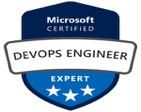 Microsoft
CERTIFIED
DEVOPS ENGINEER
EXPERT